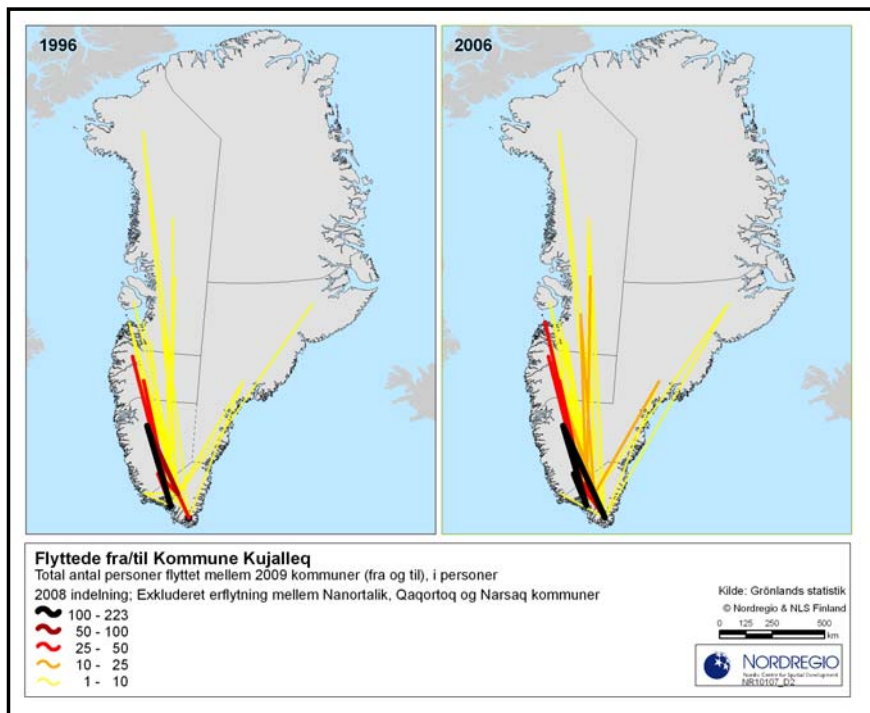 1996
2006
Flyttede fra/til Kommune Kujalleq
Total antal personer flyttet mellem 2009 kommuner (fra og til), i personer
2008 indelning; Exkluderet erflytning mellem Nanortalik, Qaqortoq og Narsaq kommuner
100 - 223
50 - 100
25 - 50
10 - 25
1 - 10
Kilde: Grönlands statistik
© Nordregio & NLS Finland
0 125 250 500
km
NORDREGIO
Nordic Centre for Spatial Development
NR10107_D2